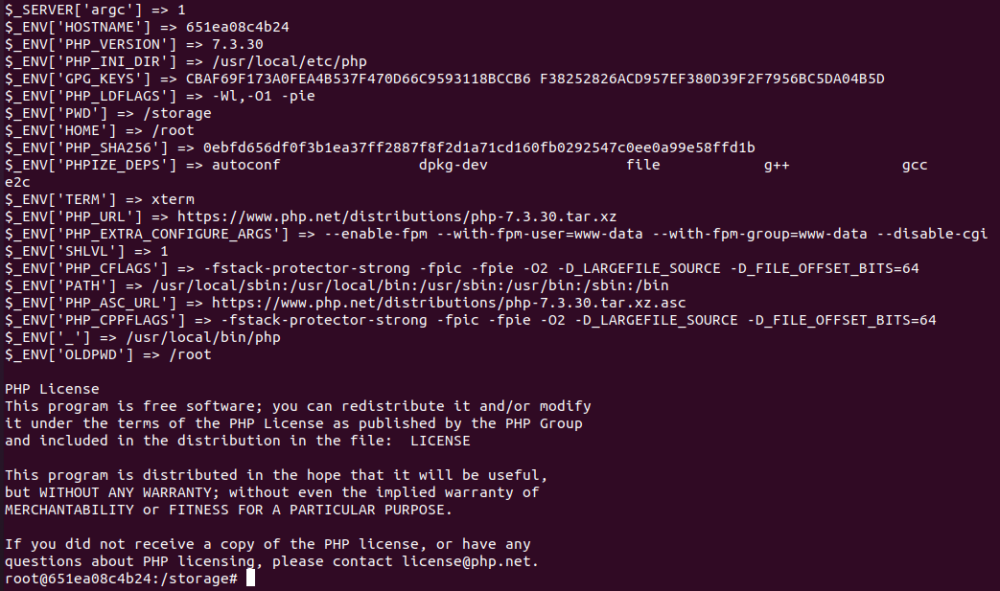 $_SERVER['argc'] => 1
$_ENV['HOSTNAME'] => 651ea08c4b24
$_ENV['PHP_VERSION'] => 7.3.30
$_ENV['PHP_INI_DIR'] => /usr/local/etc/php
$_ENV['GPG_KEYS'] => CBAF69F173A0FEA4B537F470D66C9593118BCCB6 F38252826ACD957EF380D39F2F7956BC5DA04B5D
$_ENV['PHP_LDFLAGS'] => -Wl,-O1 -pie
$_ENV['PWD'] => /storage
$_ENV['HOME'] => /root
$_ENV['PHP_SHA256'] => 0ebfd656df0f3b1ea37ff2887f8f2d1a71cd160fb0292547c0ee0a99e58ffd1b
$_ENV['PHPIZE_DEPS'] => autoconf                dpkg-dev                file            g++             gcc
e2c
$_ENV['TERM'] => xterm
$_ENV['PHP_URL'] => https://www.php.net/distributions/php-7.3.30.tar.xz
$_ENV['PHP_EXTRA_CONFIGURE_ARGS'] => --enable-fpm --with-fpm-user=www-data --with-fpm-group=www-data --disable-cgi
$_ENV['SHLVL'] => 1
$_ENV['PHP_CFLAGS'] => -fstack-protector-strong -fpic -fpie -O2 -D_LARGEFILE_SOURCE -D_FILE_OFFSET_BITS=64
$_ENV['PATH'] => /usr/local/sbin:/usr/local/bin:/usr/sbin:/usr/bin:/sbin:/bin
$_ENV['PHP_ASC_URL'] => https://www.php.net/distributions/php-7.3.30.tar.xz.asc
$_ENV['PHP_CPPFLAGS'] => -fstack-protector-strong -fpic -fpie -O2 -D_LARGEFILE_SOURCE -D_FILE_OFFSET_BITS=64
$_ENV['_'] => /usr/local/bin/php
$_ENV['OLDPWD'] => /root

PHP License
This program is free software; you can redistribute it and/or modify
it under the terms of the PHP License as published by the PHP Group
and included in the distribution in the file:  LICENSE

This program is distributed in the hope that it will be useful,
but WITHOUT ANY WARRANTY; without even the implied warranty of
MERCHANTABILITY or FITNESS FOR A PARTICULAR PURPOSE.

If you did not receive a copy of the PHP license, or have any
questions about PHP licensing, please contact license@php.net.
root@651ea08c4b24:/storage#